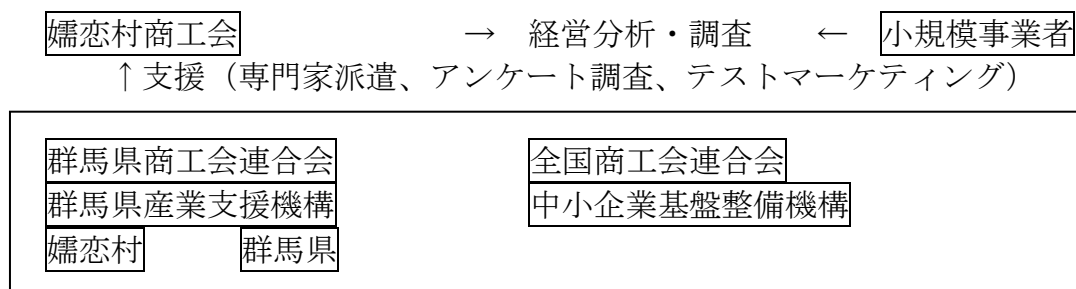 嬬恋村商工会 → 経営分析・調査 ← 小規模事業者
↑支援（専門家派遣、アンケート調査、テストマーケティング）
群馬県商工会連合会 全国商工会連合会
群馬県産業支援機構 中小企業基盤整備機構
嬬恋村 群馬県